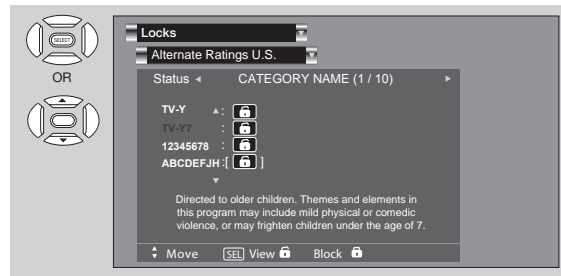 Locks
SELECT
Alternate Ratings U.S.
OR
Status CATEGORY NAME (1 / 10)
TV-Y :
TV-Y7 :
12345678 :
ABCDEFJH :[ ]
Directed to older children. Themes and elements in
this program may include mild physical or comedic
violence, or may frighten children under the age of 7.
Move SEL View Block